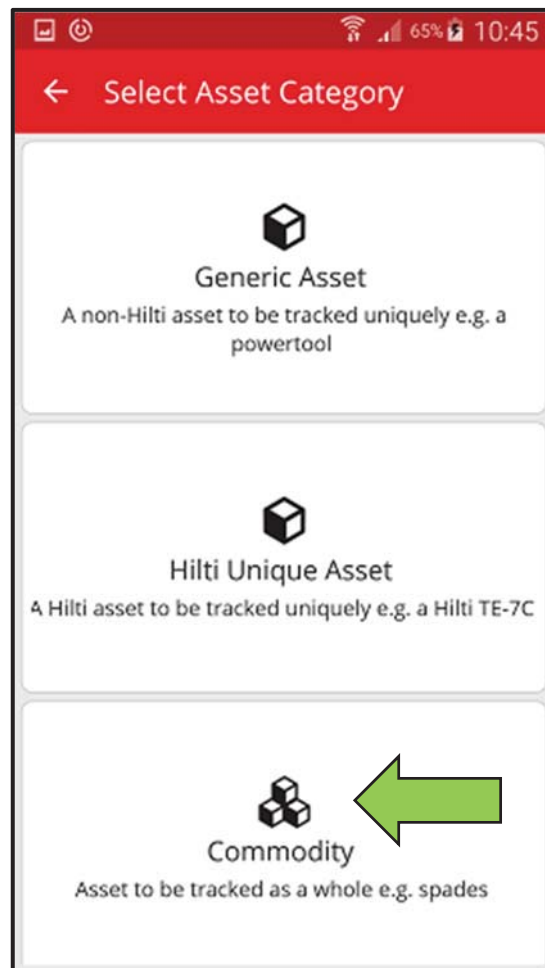 65% 10:45
Select Asset Category
Generic Asset
A non-Hilti asset to be tracked uniquely e.g. a
powertool
Hilti Unique Asset
A Hilti asset to be tracked uniquely e.g. a Hilti TE-7C
Commodity
Asset to be tracked as a whole e.g. spades